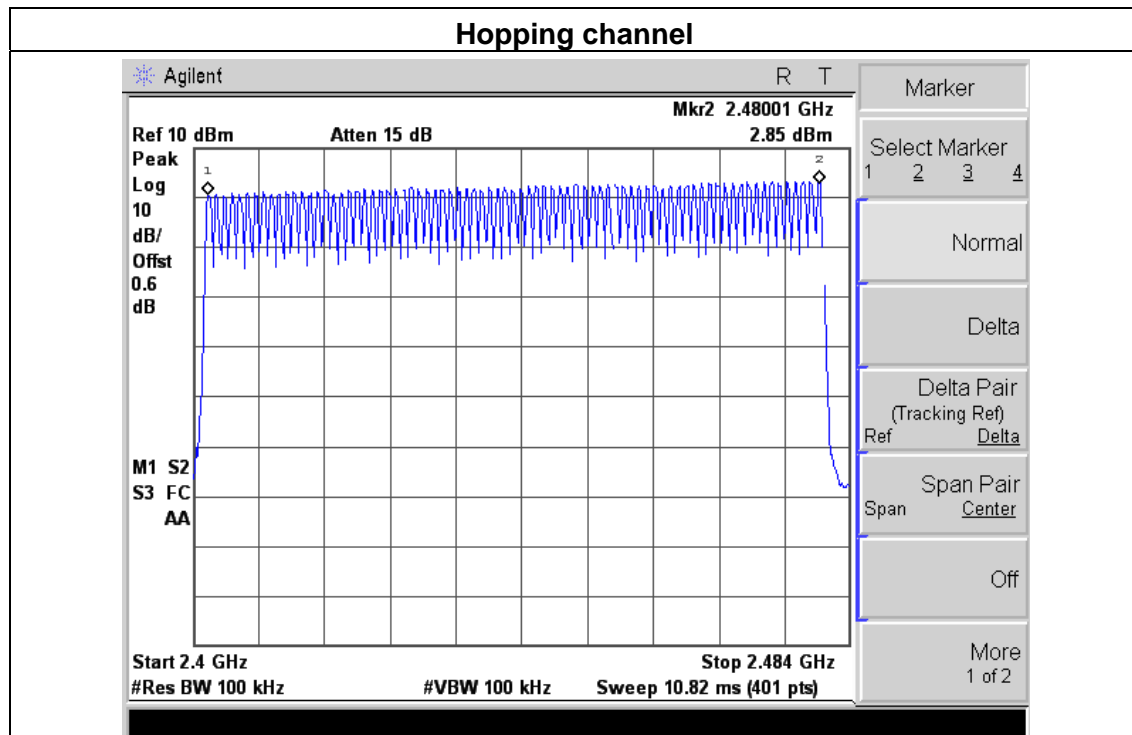 Hopping channel
Agilent R T
Mkr2 2.48001 GHz
Ref 10 dBm Atten 15 dB 2.85 dBm
Peak
Log
10
dB/
Offst
0.6
dB
1
2
M1 S2
S3 FC
AA
Start 2.4 GHz Stop 2.484 GHz
#Res BW 100 kHz #VBW 100 kHz Sweep 10.82 ms (401 pts)
Marker
Select Marker
1 2 3 4
Normal
Delta
Delta Pair
(Tracking Ref)
Ref Delta
Span Pair
Span Center
Off
More
1 of 2